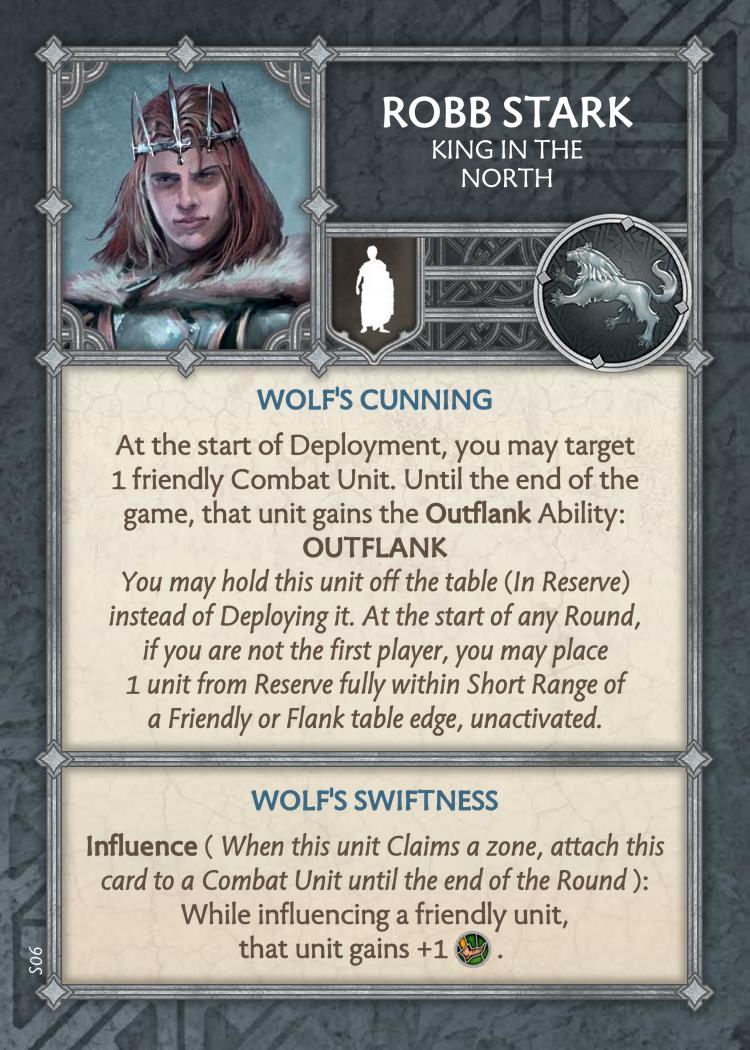 ROBB STARK
KING IN THE
NORTH
WOLF'S CUNNING
At the start of Deployment, you may target
1 friendly Combat Unit. Until the end of the
game, that unit gains the Outflank Ability:
OUTFLANK
You may hold this unit off the table (In Reserve)
instead of Deploying it. At the start of any Round,
if you are not the first player, you may place
1 unit from Reserve fully within Short Range of
a Friendly or Flank table edge, unactivated.
WOLF'S SWIFTNESS
Influence ( When this unit Claims a zone, attach this
card to a Combat Unit until the end of the Round ):
While influencing a friendly unit,
that unit gains +1 .
S06